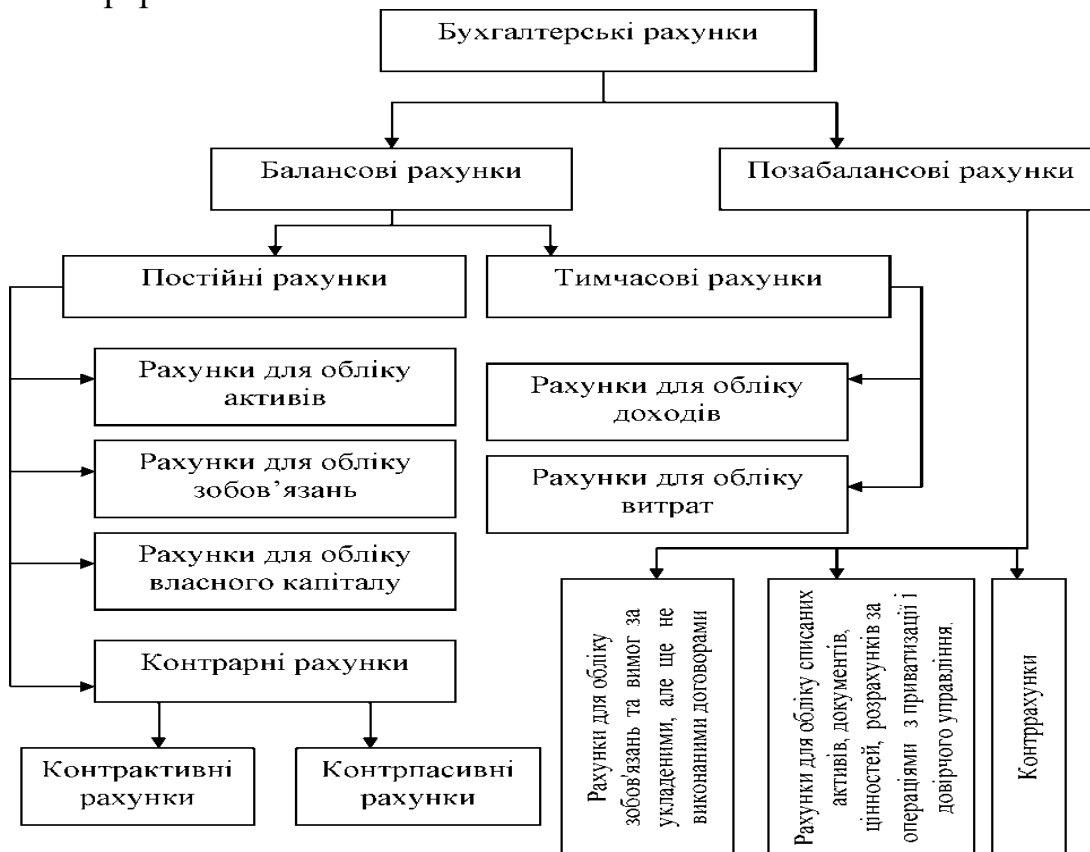 Бухгалтерські рахунки
Балансові рахунки
Позабалансові рахунки
Постійні рахунки
Тимчасові рахунки
Рахунки для обліку
активів
Рахунки для обліку
доходів
Рахунки для обліку
зобов’язань
Рахунки для обліку
витрат
Рахунки для обліку
власного капіталу
Контрарні рахунки
Контрактивні
рахунки
Контрпасивні
рахунки
Рахунки для обліку
зобов'язань та вимог за
укладеними, але ще не
виконаними договорами
Рахунки для обліку списаних
активів, документів,
цінностей, розрахунків за
операціями з приватизації і
довірчого управління.
Контррахунки